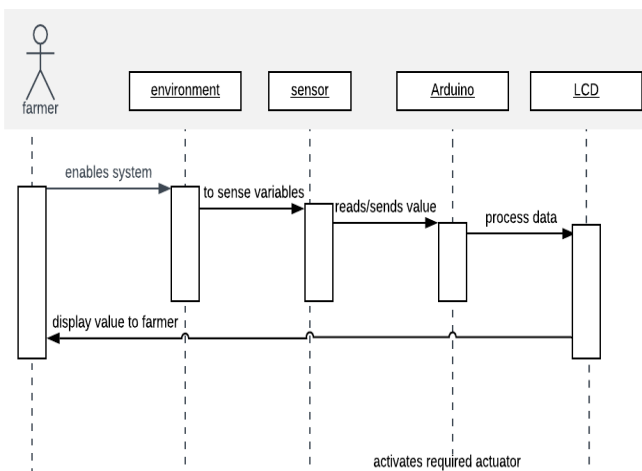 farmer
environment
sensor
Arduino
LCD
enables system
to sense variables
reads/sends value
process data
display value to farmer
activates required actuator